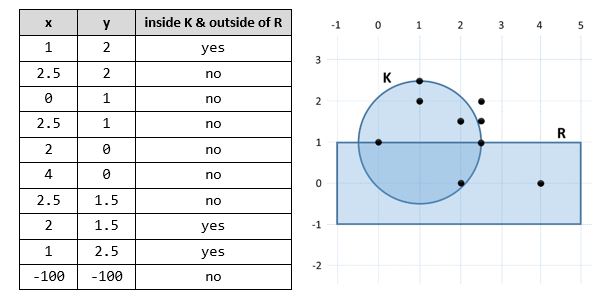 x y inside K & outside of R
1 2 yes
2.5 2 no
0 1 no
2.5 1 no
2 0 no
4 0 no
2.5 1.5 no
2 1.5 yes
1 2.5 yes
-100 -100 no
-1 0 1 2 3 4 5
3
K
2
R
1
0
-1
-2